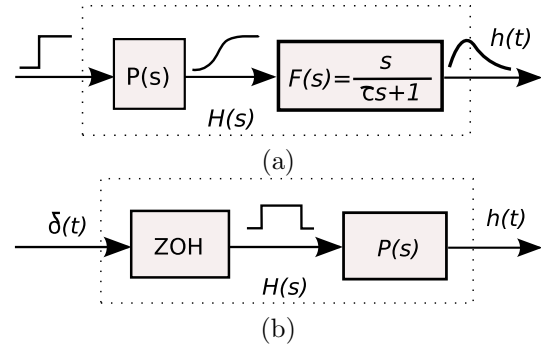 h(t)
P(s)
F(s)= s / τs+1
H(s)
(a)
δ(t)
ZOH
P(s)
h(t)
H(s)
(b)